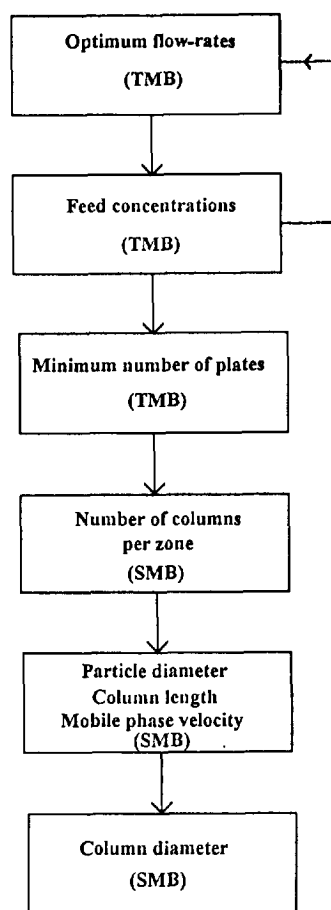 Optimum flow-rates
(TMB)
Feed concentrations
(TMB)
Minimum number of plates
(TMB)
Number of columns
per zone
(SMB)
Particle diameter
Column length
Mobile phase velocity
(SMB)
Column diameter
(SMB)